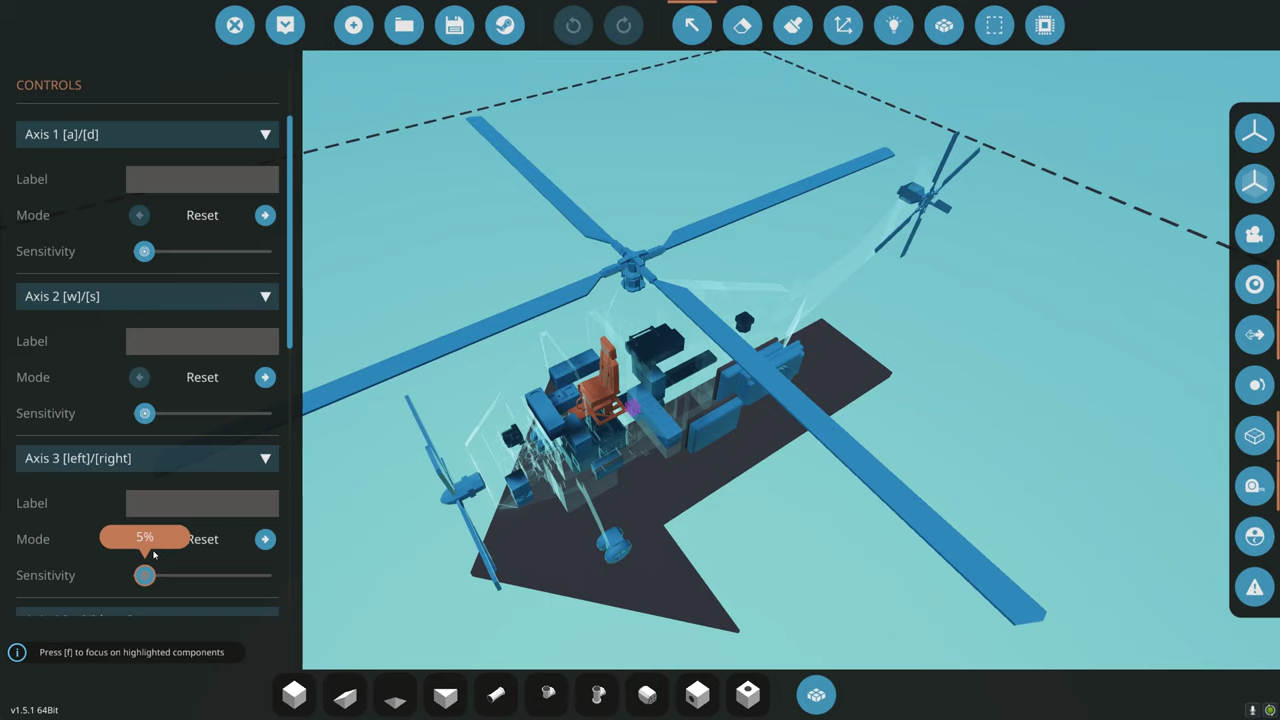 CONTROLS
Axis 1 [a]/[d]
Label
Mode Reset
Sensitivity
Axis 2 [w]/[s]
Label
Mode Reset
Sensitivity
Axis 3 [left]/[right]
Label
5%
Mode Reset
Sensitivity
Press [f] to focus on highlighted components
v1.5.1 64Bit